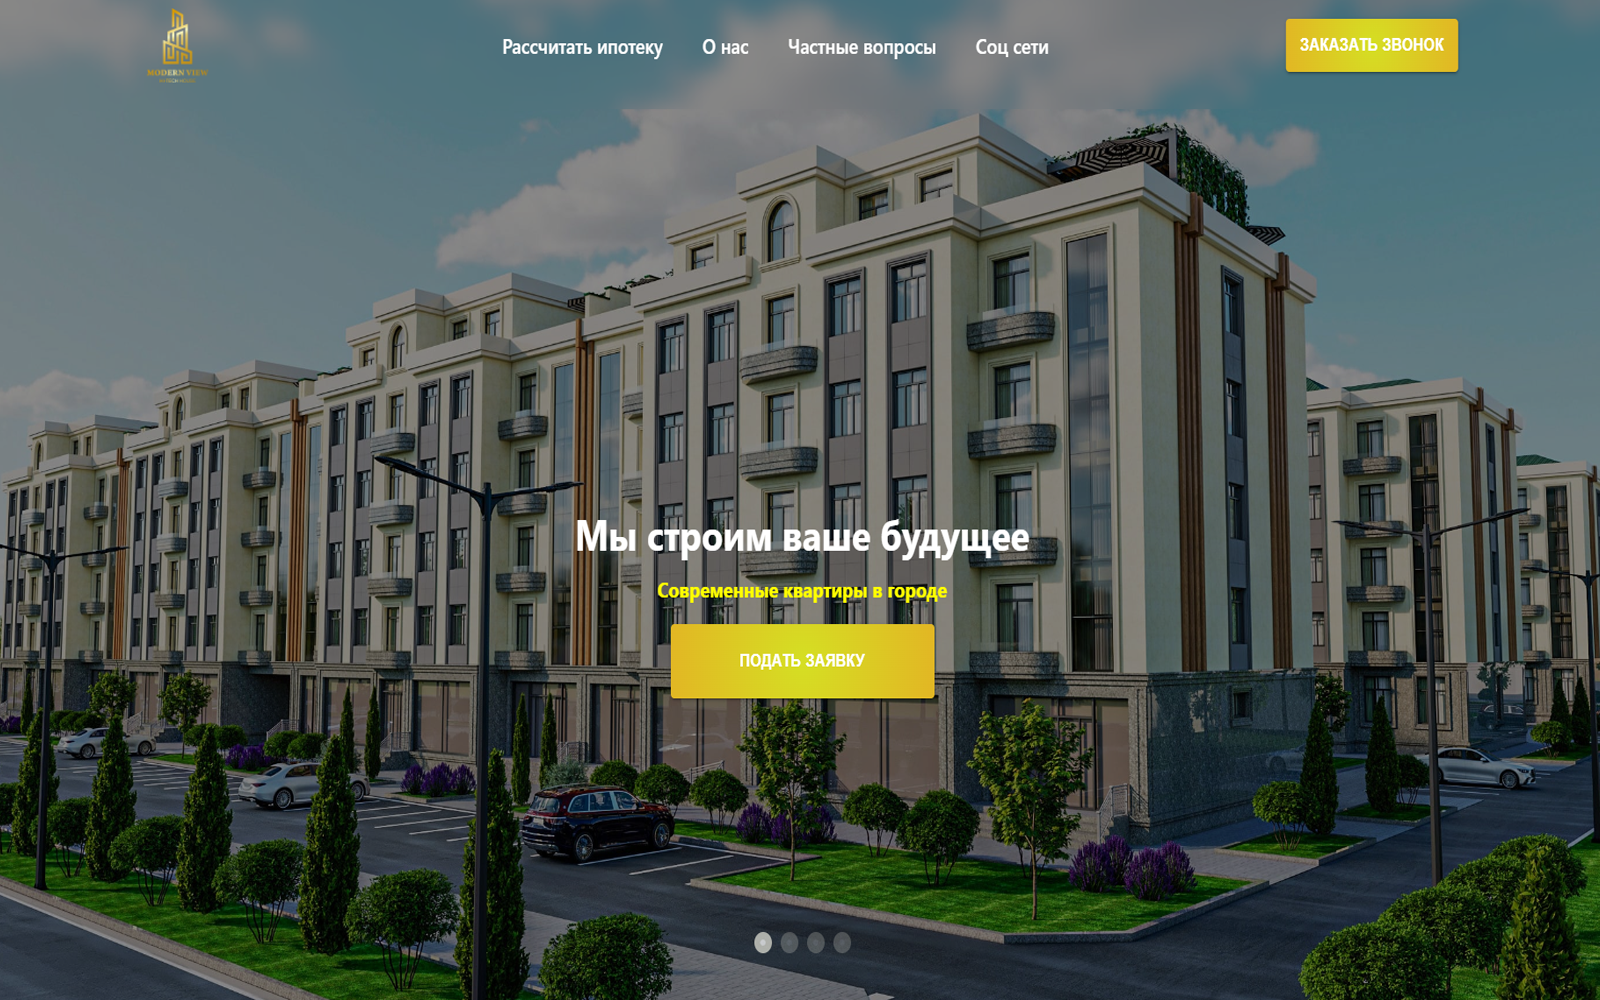 MODERN VIEW
Рассчитать ипотеку
О нас
Частные вопросы
Соц сети
ЗАКАЗАТЬ ЗВОНОК
Мы строим ваше будущее
Современные квартиры в городе
ПОДАТЬ ЗАЯВКУ